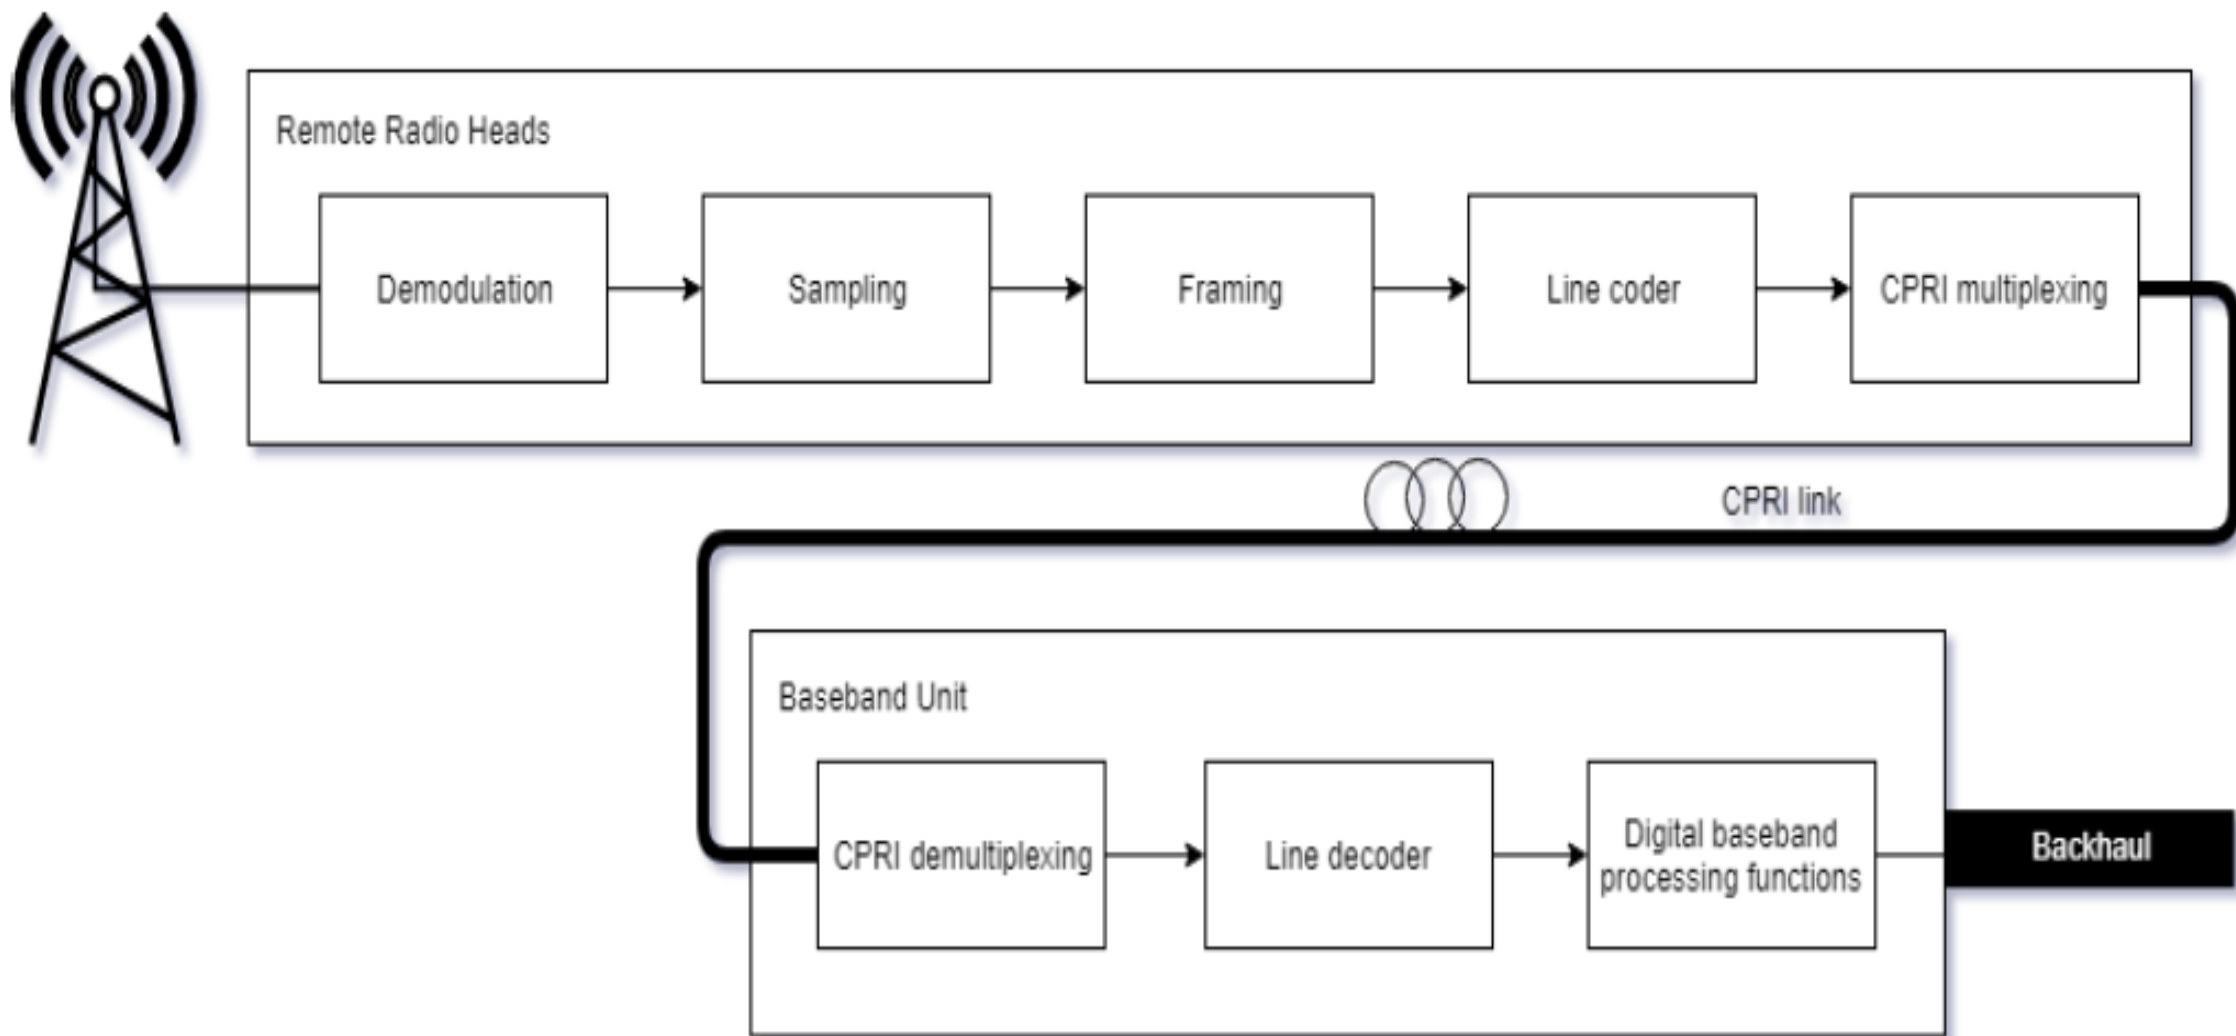 Remote Radio Heads
Demodulation
Sampling
Framing
Line coder
CPRI multiplexing
CPRI link
Baseband Unit
CPRI demultiplexing
Line decoder
Digital baseband
processing functions
Backhaul